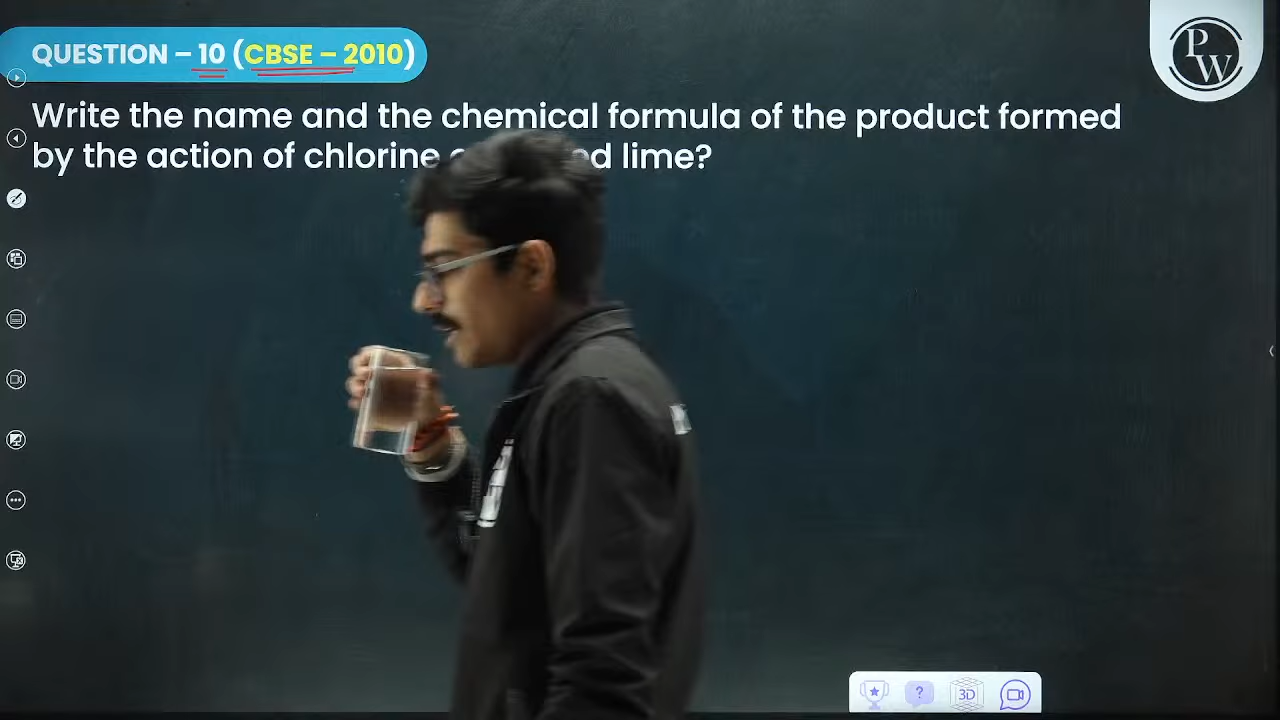 QUESTION – 10 (CBSE – 2010)
PW
Write the name and the chemical formula of the product formed
by the action of chlorine lime?
3D